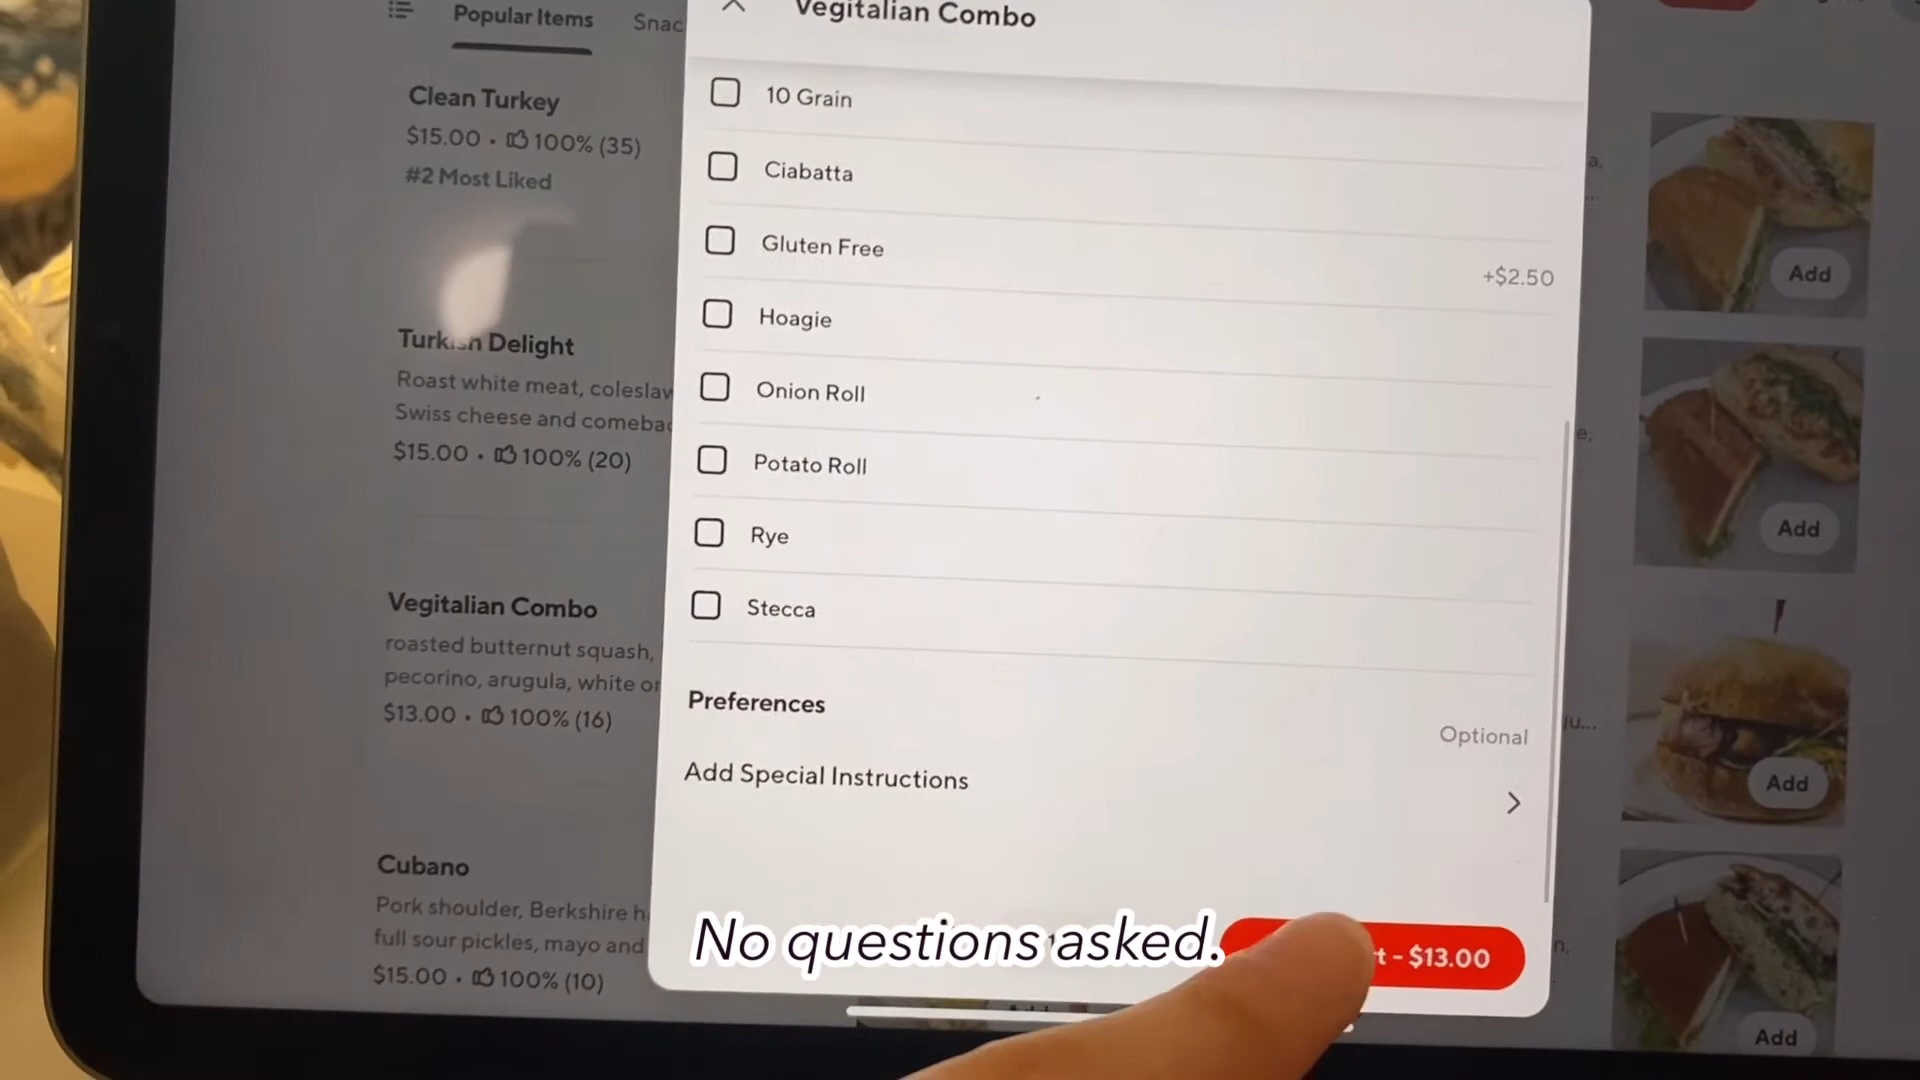 Popular Items
Snac
Clean Turkey
$15.00 • 100% (35)
#2 Most Liked
Delight
Roast white meat, coleslaw
Swiss cheese and
$15.00 • 100% (20)
Vegitalian Combo
roasted butternut squash,
pecorino, arugula, white or
$13.00 • 100% (16)
Cubano
Pork shoulder, Berkshire h
full sour pickles, mayo and
$15.00 • 100% (10)
Vegitalian Combo
10 Grain
Ciabatta
Gluten Free
+$2.50
Hoagie
Onion Roll
Potato Roll
Rye
Stecca
Preferences
Optional
Add Special Instructions
t - $13.00
No questions asked.
a,
...
Add
e,
Add
ju...
Add
n,
Add